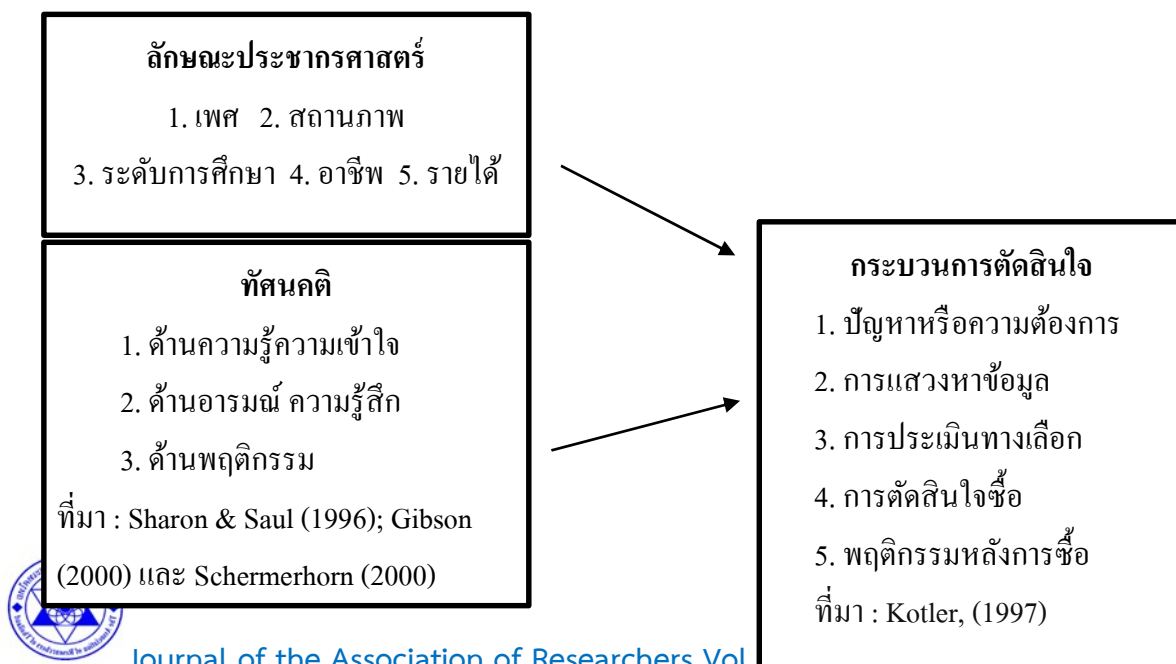 ลักษณะประชากรศาสตร์
1. เพศ 2. สถานภาพ
3. ระดับการศึกษา 4. อาชีพ 5. รายได้
ทัศนคติ
1. ด้านความรู้ความเข้าใจ
2. ด้านอารมณ์ ความรู้สึก
3. ด้านพฤติกรรม
ที่มา : Sharon & Saul (1996); Gibson
(2000) และ Schermerhorn (2000)
กระบวนการตัดสินใจ
1. ปัญหาหรือความต้องการ
2. การแสวงหาข้อมูล
3. การประเมินทางเลือก
4. การตัดสินใจซื้อ
5. พฤติกรรมหลังการซื้อ
ที่มา : Kotler, (1997)
Journal of the Association of Researchers Vol